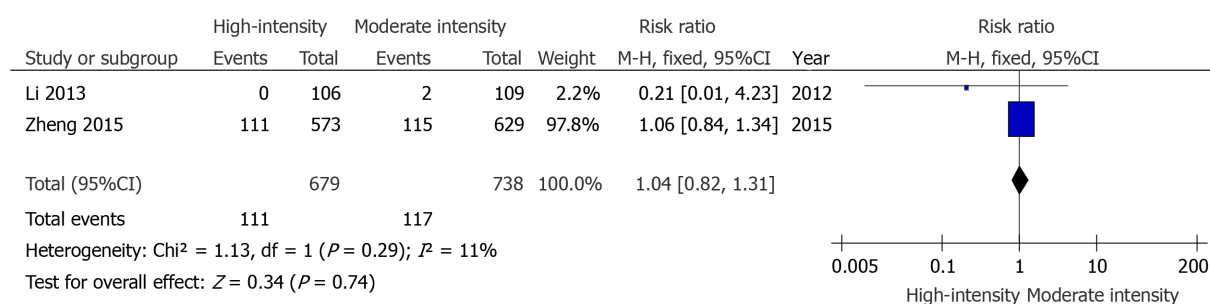 High-intensity Moderate intensity Risk ratio Risk ratio
Study or subgroup Events Total Events Total Weight M-H, fixed, 95%CI Year M-H, fixed, 95%CI
Li 2013 0 106 2 109 2.2% 0.21 [0.01, 4.23] 2012
Zheng 2015 111 573 115 629 97.8% 1.06 [0.84, 1.34] 2015
Total (95%CI) 679 738 100.0% 1.04 [0.82, 1.31]
Total events 111 117
Heterogeneity: Chi² = 1.13, df = 1 (P = 0.29); I² = 11%
Test for overall effect: Z = 0.34 (P = 0.74)
0.005 0.1 1 10 200
High-intensity Moderate intensity